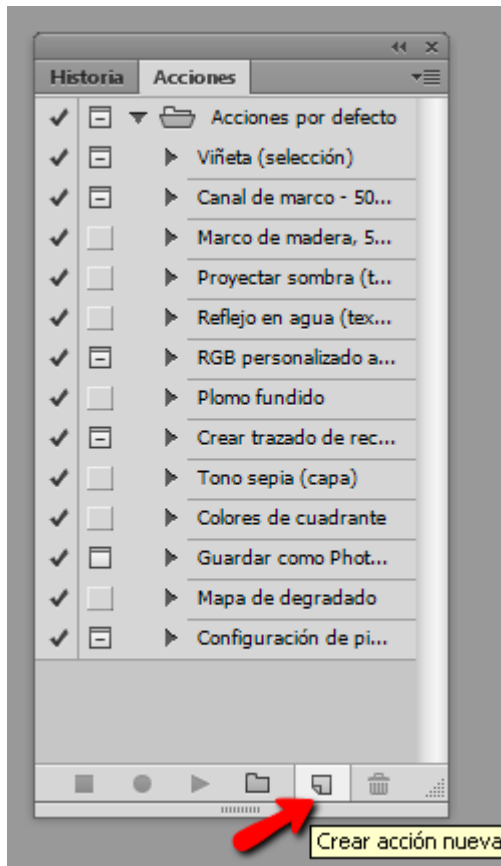 Historia Acciones
Acciones por defecto
Viñeta (selección)
Canal de marco - 50...
Marco de madera, 5...
Proyectar sombra (t...
Reflejo en agua (tex...
RGB personalizado a...
Plomo fundido
Crear trazado de rec...
Tono sepia (capa)
Colores de cuadrante
Guardar como Phot...
Mapa de degradado
Configuración de pi...
Crear acción nueva